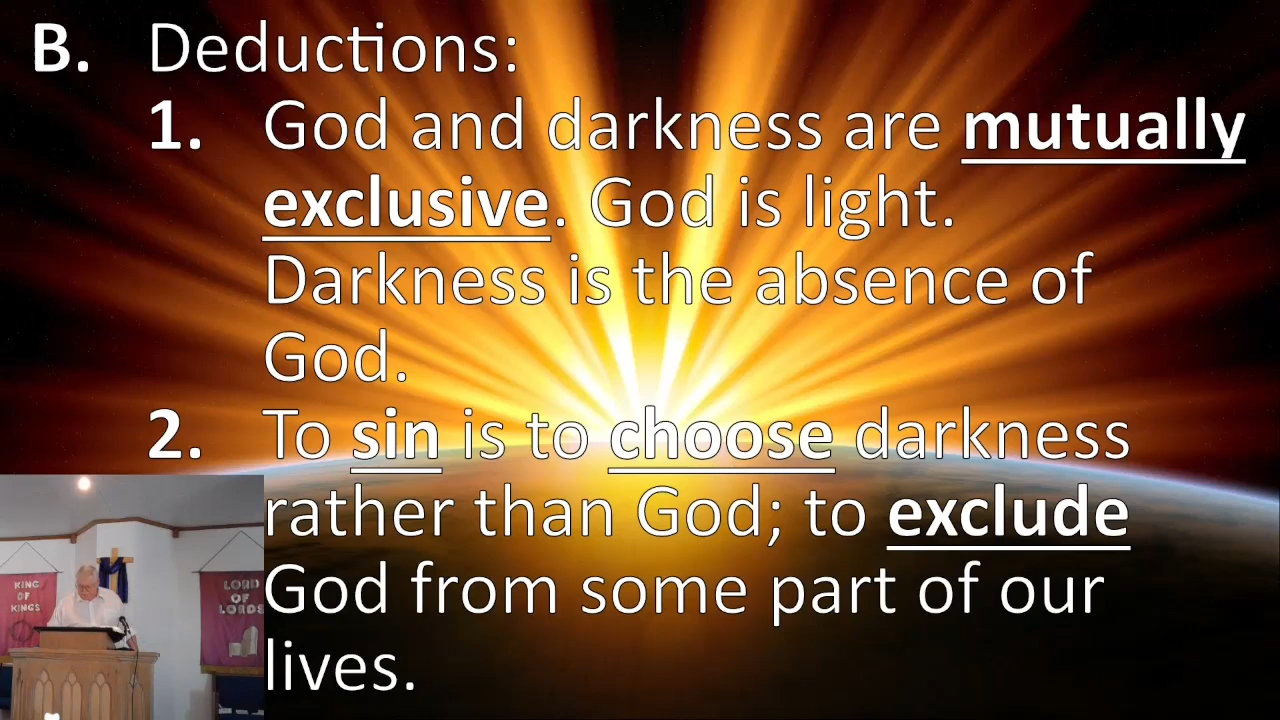 B. Deductions:
1. God and darkness are mutually
exclusive. God is light.
Darkness is the absence of
God.
2. To sin is to choose darkness
rather than God; to exclude
God from some part of our
lives.
KING
OF
KINGS
LORD
OF
LORDS